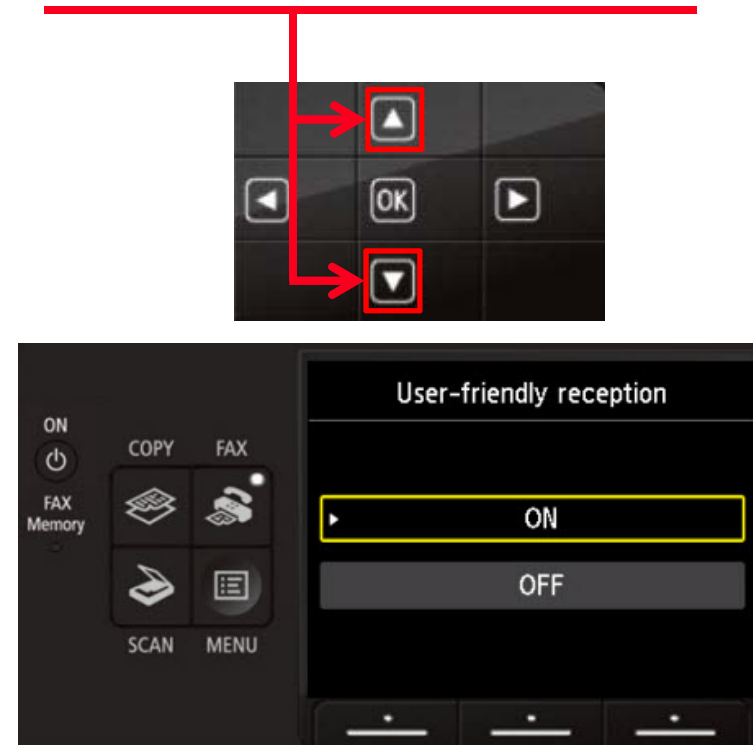 OK
User-friendly reception
ON
COPY FAX
FAX
Memory
ON
OFF
SCAN MENU